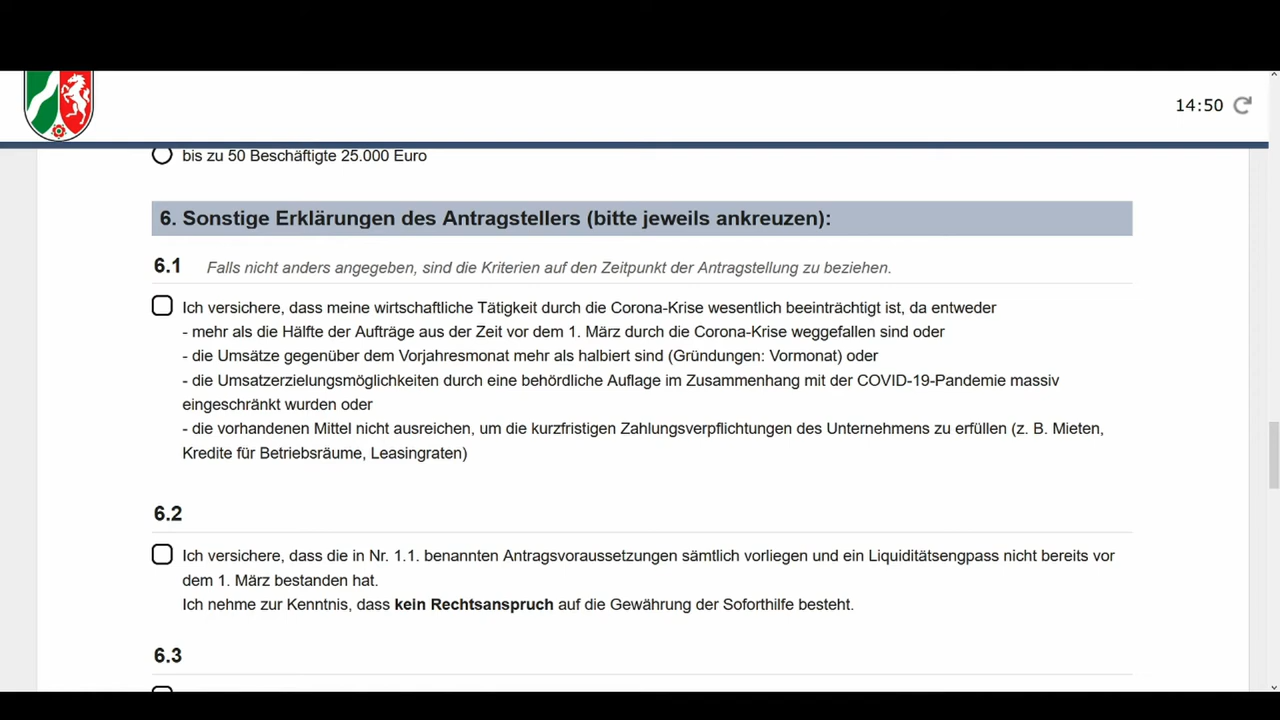 14:50
bis zu 50 Beschäftigte 25.000 Euro
6. Sonstige Erklärungen des Antragstellers (bitte jeweils ankreuzen):
6.1 Falls nicht anders angegeben, sind die Kriterien auf den Zeitpunkt der Antragstellung zu beziehen.
Ich versichere, dass meine wirtschaftliche Tätigkeit durch die Corona-Krise wesentlich beeinträchtigt ist, da entweder
- mehr als die Hälfte der Aufträge aus der Zeit vor dem 1. März durch die Corona-Krise weggefallen sind oder
- die Umsätze gegenüber dem Vorjahresmonat mehr als halbiert sind (Gründungen: Vormonat) oder
- die Umsatzerzielungsmöglichkeiten durch eine behördliche Auflage im Zusammenhang mit der COVID-19-Pandemie massiv
eingeschränkt wurden oder
- die vorhandenen Mittel nicht ausreichen, um die kurzfristigen Zahlungsverpflichtungen des Unternehmens zu erfüllen (z. B. Mieten,
Kredite für Betriebsräume, Leasingraten)
6.2
Ich versichere, dass die in Nr. 1.1. benannten Antragsvoraussetzungen sämtlich vorliegen und ein Liquiditätsengpass nicht bereits vor
dem 1. März bestanden hat.
Ich nehme zur Kenntnis, dass kein Rechtsanspruch auf die Gewährung der Soforthilfe besteht.
6.3